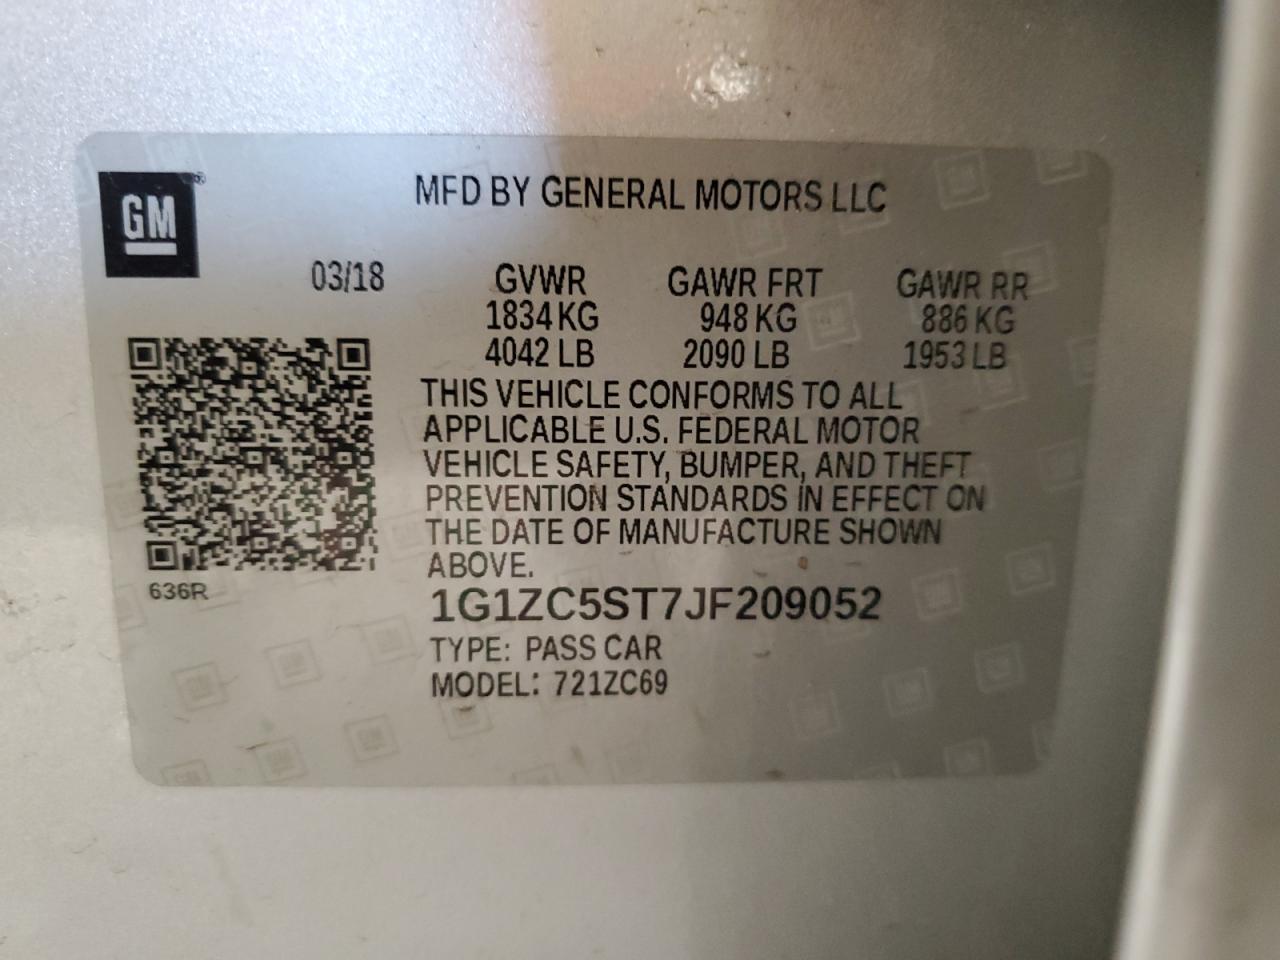 GM
MFD BY GENERAL MOTORS LLC
03/18 GVWR GAWR FRT GAWR RR
1834 KG 948 KG 886 KG
4042 LB 2090 LB 1953 LB
THIS VEHICLE CONFORMS TO ALL
APPLICABLE U.S. FEDERAL MOTOR
VEHICLE SAFETY, BUMPER, AND THEFT
PREVENTION STANDARDS IN EFFECT ON
THE DATE OF MANUFACTURE SHOWN
ABOVE.
636R
1G1ZC5ST7JF209052
TYPE: PASS CAR
MODEL: 721ZC69